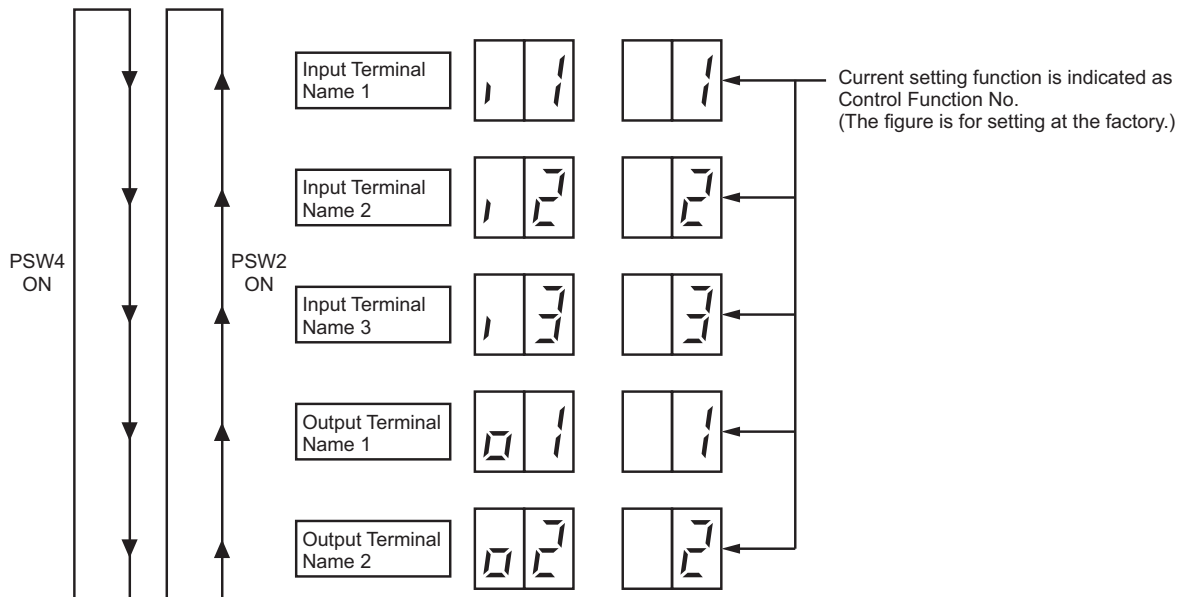 Input Terminal
Name 1
i 1
1
Current setting function is indicated as
Control Function No.
(The figure is for setting at the factory.)
Input Terminal
Name 2
i 2
2
PSW4
ON
PSW2
ON
Input Terminal
Name 3
i 3
3
Output Terminal
Name 1
o 1
1
Output Terminal
Name 2
o 2
2